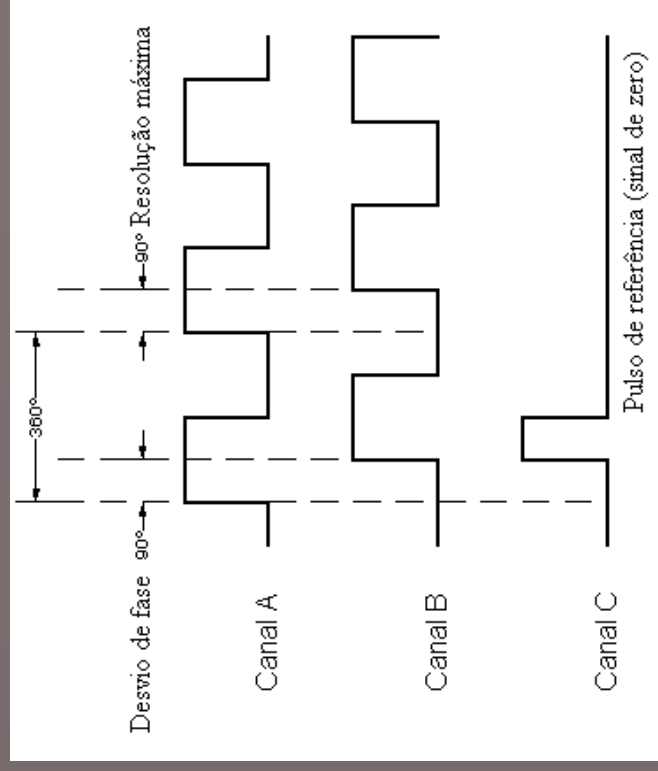 360°
Desvio de fase 90° 90° Resolução máxima
Canal A
Canal B
Canal C
Pulso de referência (sinal de zero)